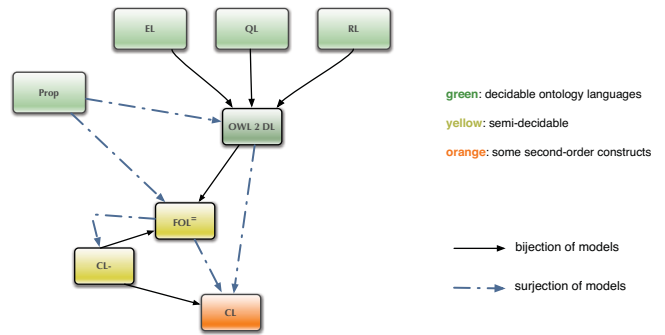 EL
QL
RL
Prop
green: decidable ontology languages
OWL 2 DL
yellow: semi-decidable
orange: some second-order constructs
FOL=
bijection of models
CL-
surjection of models
CL